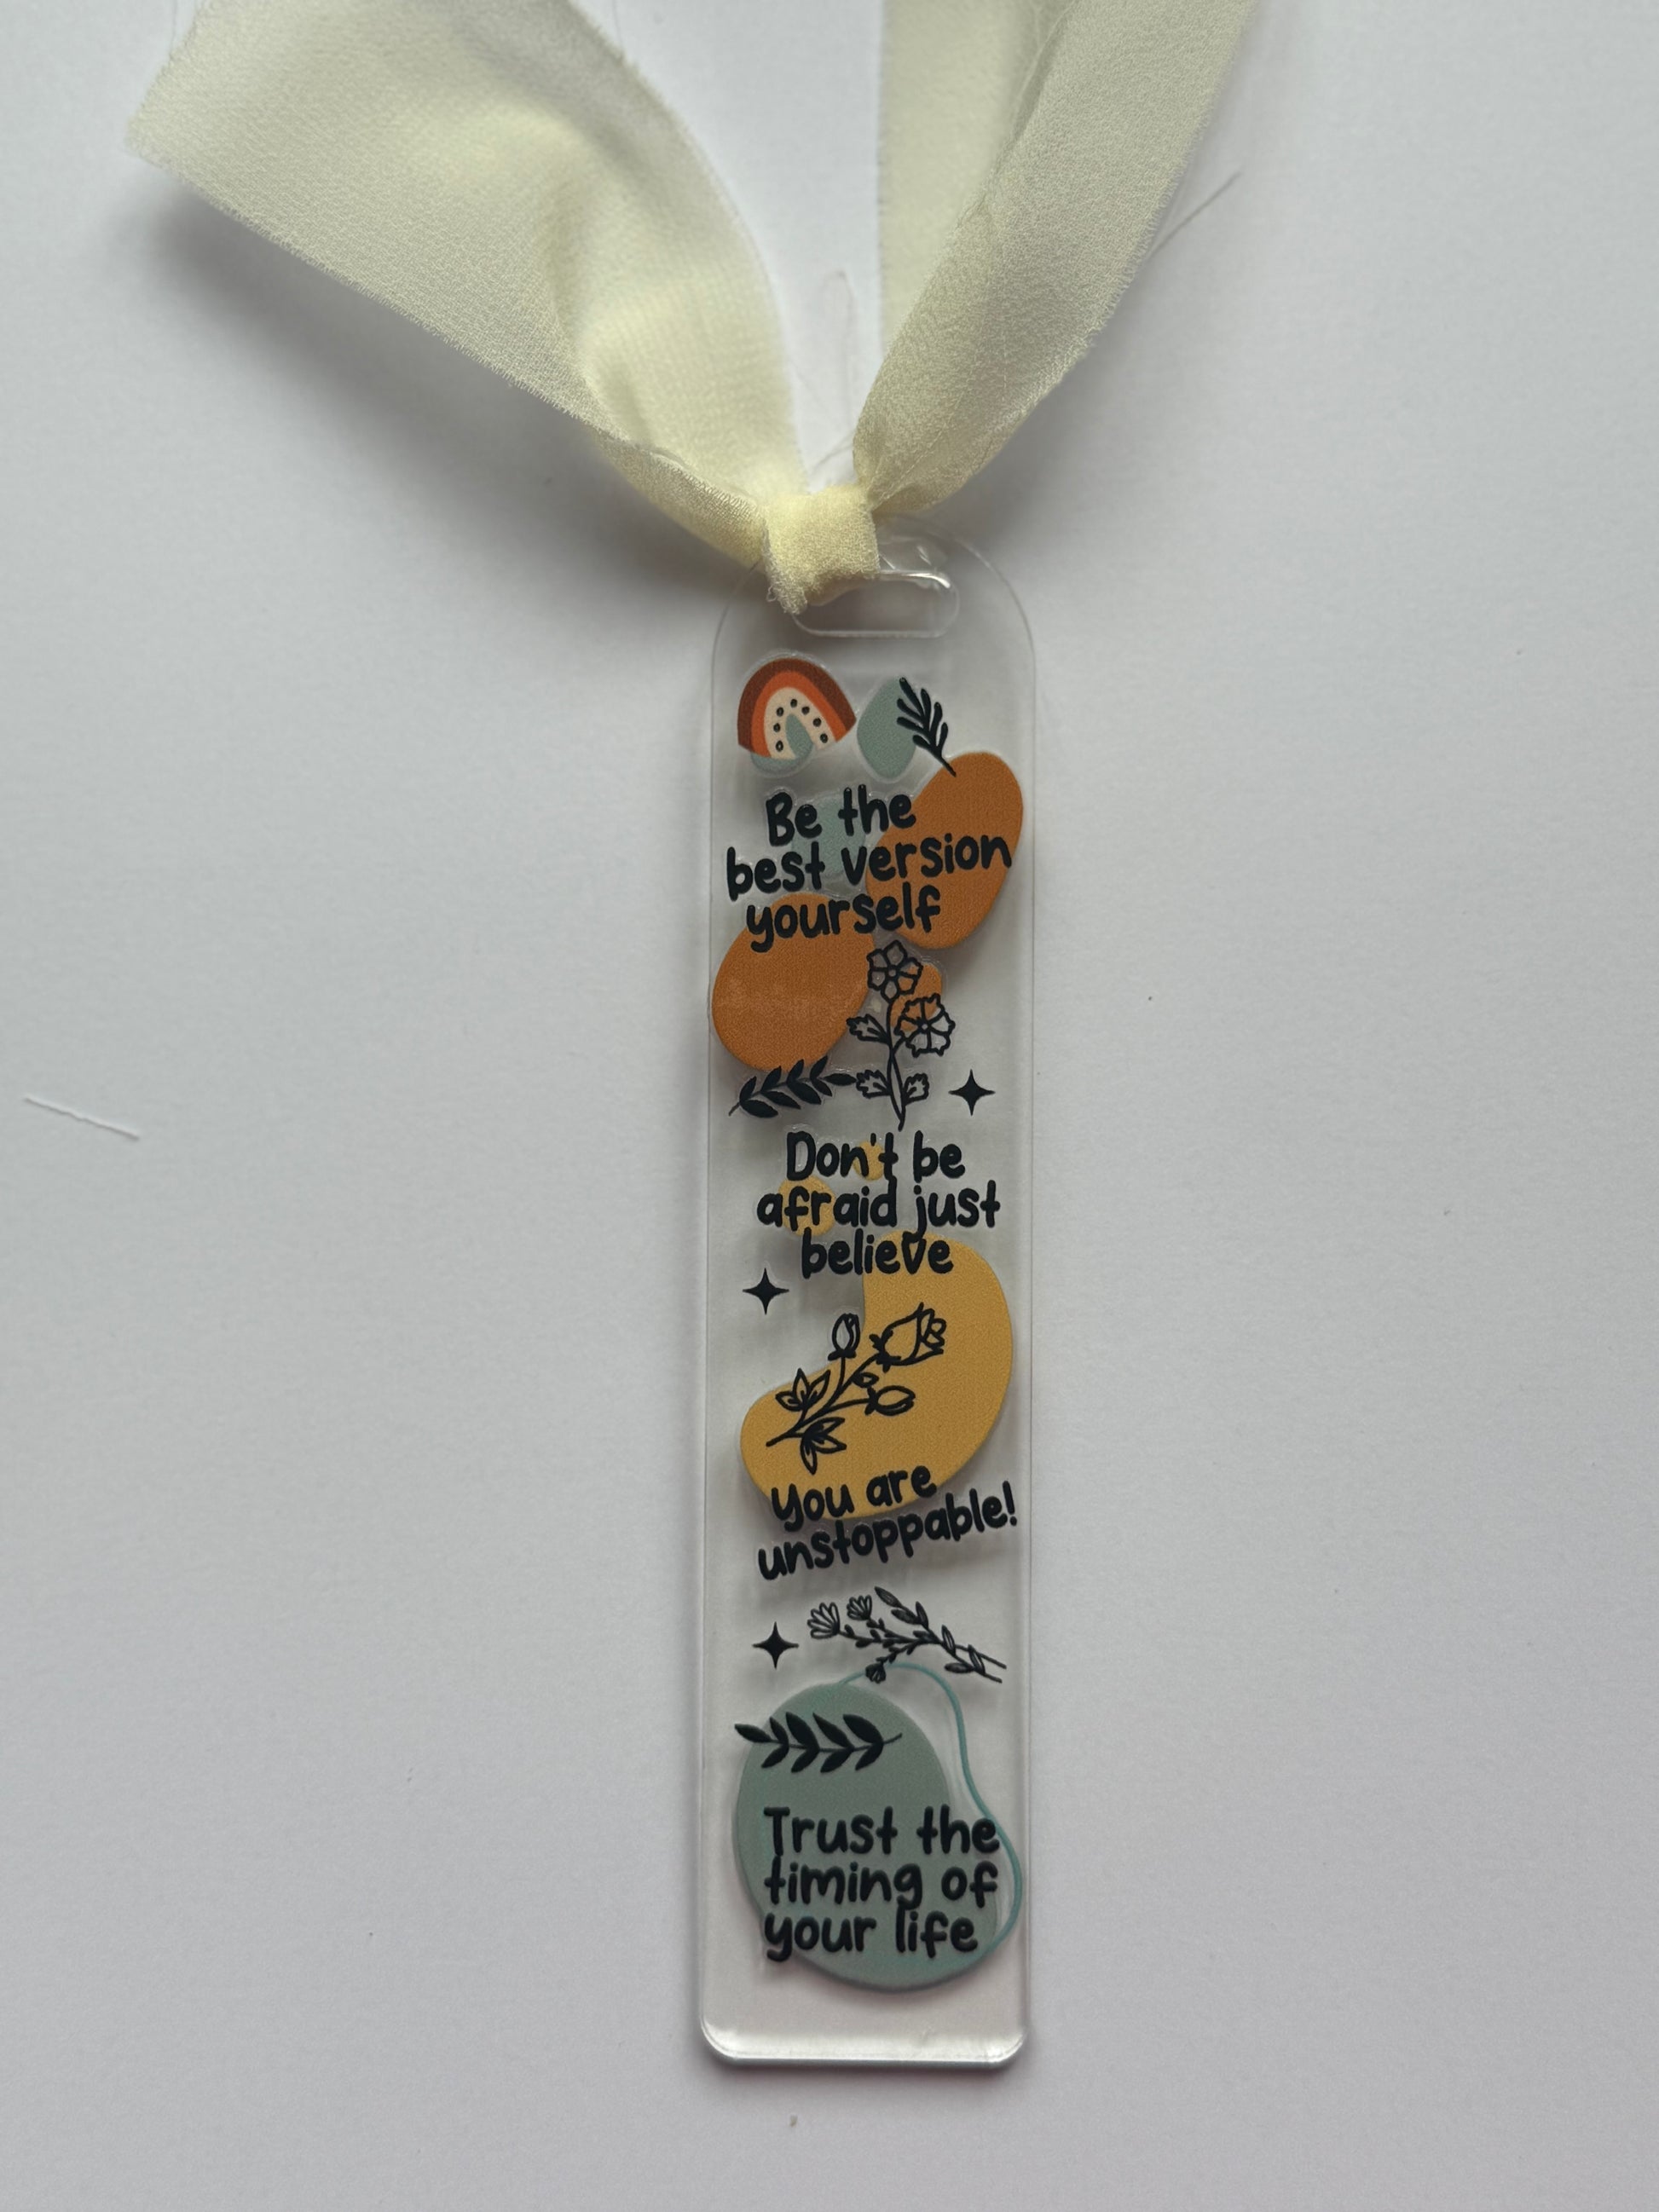 Be the
best version
yourself
Don't be
afraid just
believe
you are
unstoppable!
Trust the
timing of
your life